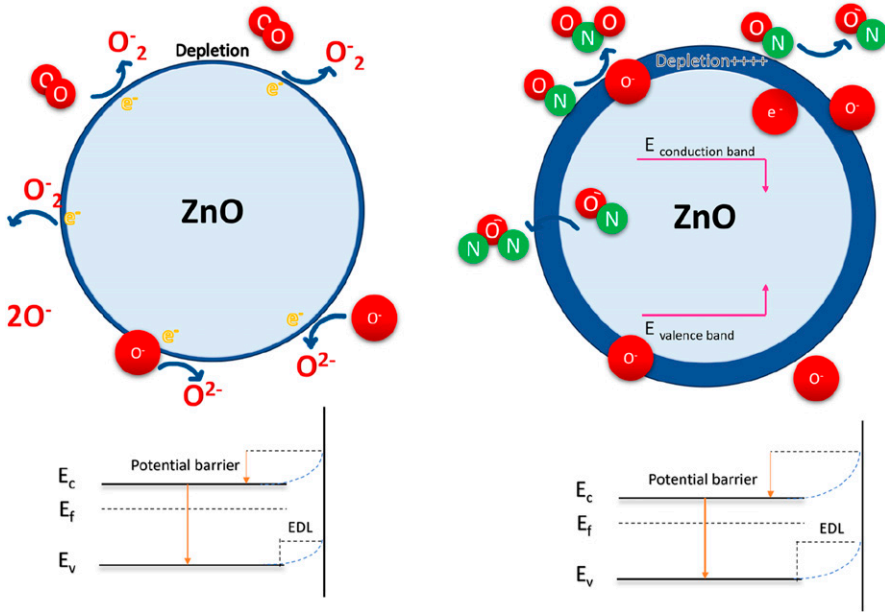 O⁻₂
Depletion
O⁻₂
O
O
O
O
e⁻
e⁻
O⁻₂
e⁻
ZnO
2O⁻
e⁻
e⁻
O⁻
O⁻
O²⁻
O²⁻
O
N
O
O
N
O⁻
N
Depletion++++
O
N
O⁻
e⁻
O⁻
E conduction band
O⁻
N
ZnO
O⁻
N
N
E valence band
O⁻
O⁻
Potential barrier
Ec
Ef
EDL
Ev
Potential barrier
Ec
Ef
EDL
Ev